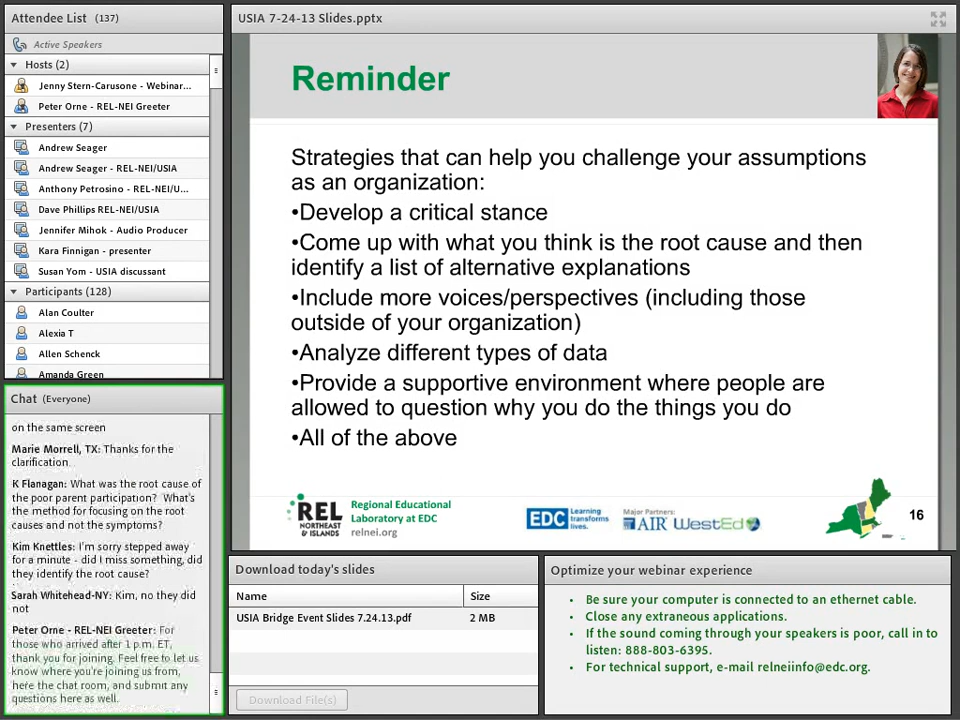 Attendee List (137)
Active Speakers
Hosts (2)
Jenny Stern-Carusone - Webinar...
Peter Orne - REL-NEI Greeter
Presenters (7)
Andrew Seager
Andrew Seager - REL-NEI/USIA
Anthony Petrosino - REL-NEI/U...
Dave Phillips REL-NEI/USIA
Jennifer Mihok - Audio Producer
Kara Finnigan - presenter
Susan Yom - USIA discussant
Participants (128)
Alan Coulter
Alexia T
Allen Schenck
Amanda Green
Chat (Everyone)
on the same screen
Marie Morrell, TX: Thanks for the
clarification.
K Flanagan: What was the root cause of
the poor parent participation? What's
the method for focusing on the root
causes and not the symptoms?
Kim Knettles: I'm sorry stepped away
for a minute - did I miss something, did
they identify the root cause?
Sarah Whitehead-NY: Kim, no they did
not
Peter Orne - REL-NEI Greeter: For
those who arrived after 1 p.m. ET,
thank you for joining. Feel free to let us
know where you're joining us from,
here the chat room, and submit any
questions here as well.
USIA 7-24-13 Slides.pptx
Reminder
Strategies that can help you challenge your assumptions
as an organization:
•Develop a critical stance
•Come up with what you think is the root cause and then
identify a list of alternative explanations
•Include more voices/perspectives (including those
outside of your organization)
•Analyze different types of data
•Provide a supportive environment where people are
allowed to question why you do the things you do
•All of the above
REL
NORTHEAST
& ISLANDS
Regional Educational
Laboratory at EDC
relnei.org
EDC Learning
transforms
lives.
Major Partners:
AIR WestEd
16
Download today's slides
Name Size
USIA Bridge Event Slides 7.24.13.pdf 2 MB
Download File(s)
Optimize your webinar experience
• Be sure your computer is connected to an ethernet cable.
• Close any extraneous applications.
• If the sound coming through your speakers is poor, call in to
listen: 888-803-6395.
• For technical support, e-mail relneiinfo@edc.org.